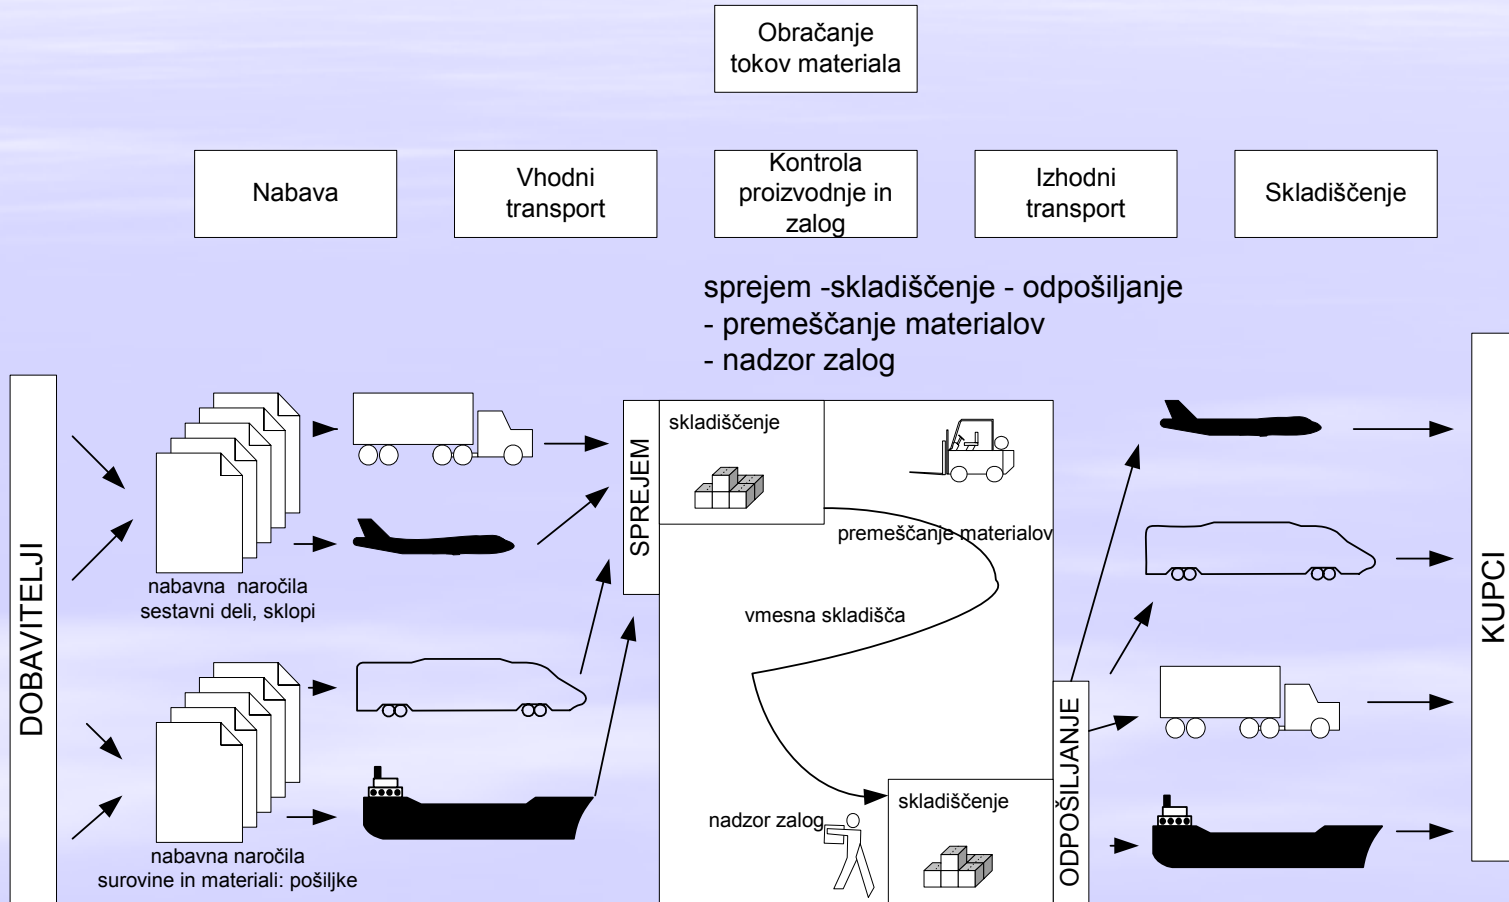 Obračanje
tokov materiala
Nabava
Vhodni
transport
Kontrola
proizvodnje in
zalog
Izhodni
transport
Skladiščenje
sprejem -skladiščenje - odpošiljanje
- premeščanje materialov
- nadzor zalog
DOBAVITELJI
nabavna naročila
sestavni deli, sklopi
nabavna naročila
surovine in materiali: pošiljke
SPREJEM
skladiščenje
premeščanje materialov
vmesna skladišča
nadzor zalog
skladiščenje
ODPOŠILJANJE
KUPCI